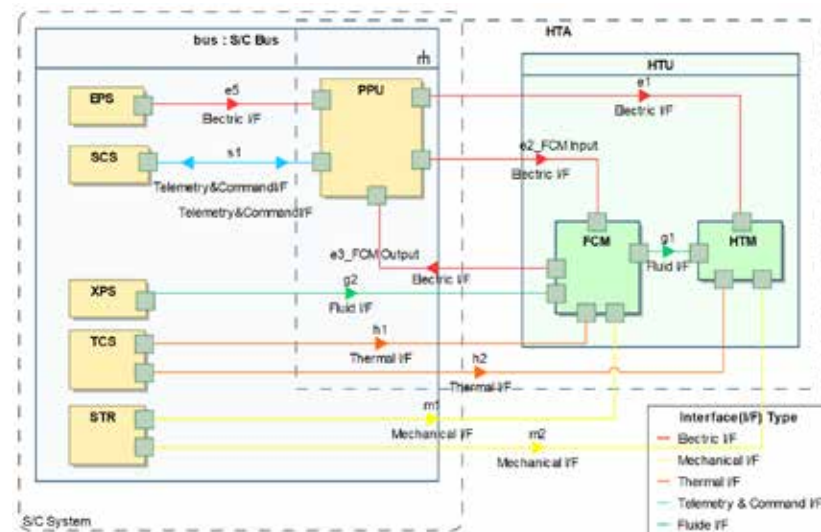 bus : S/C Bus
HTA
HTU
EPS
e5
Electric I/F
PPU
e1
Electric I/F
SCS
s1
Telemetry&CommandI/F
Telemetry&CommandI/F
e2_FCM Input
Electric I/F
FCM
g1
Fluid I/F
HTM
e3_FCM Output
Electric I/F
XPS
g2
Fluid I/F
TCS
h1
Thermal I/F
h2
Thermal I/F
STR
m1
Mechanical I/F
m2
Mechanical I/F
Interface(I/F) Type
Electric I/F
Mechanical I/F
Thermal I/F
Telemetry & Command I/F
Fluide I/F
S/C System